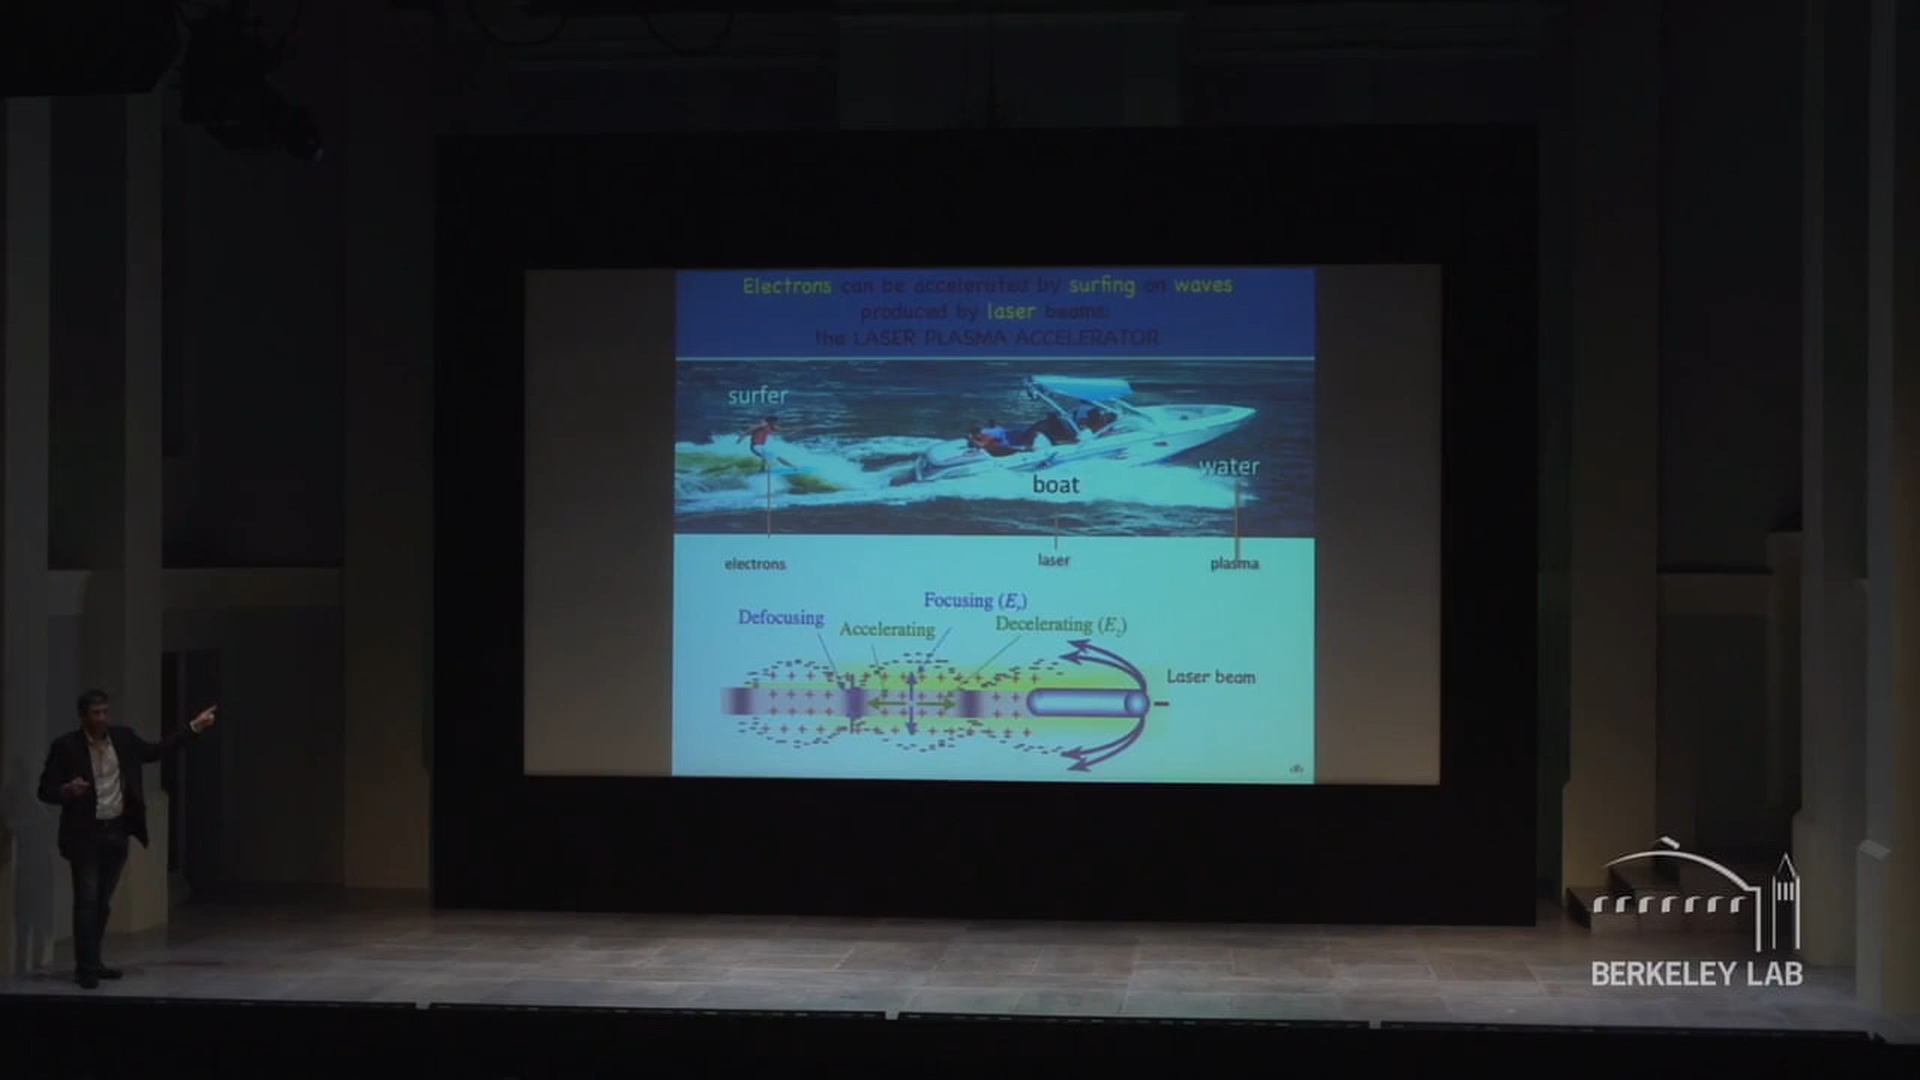 Electrons can be accelerated by surfing on waves
produced by laser beams:
the LASER PLASMA ACCELERATOR
surfer
water
boat
electrons
laser
plasma
Focusing (Er)
Defocusing
Accelerating
Decelerating (Ez)
Laser beam
BERKELEY LAB